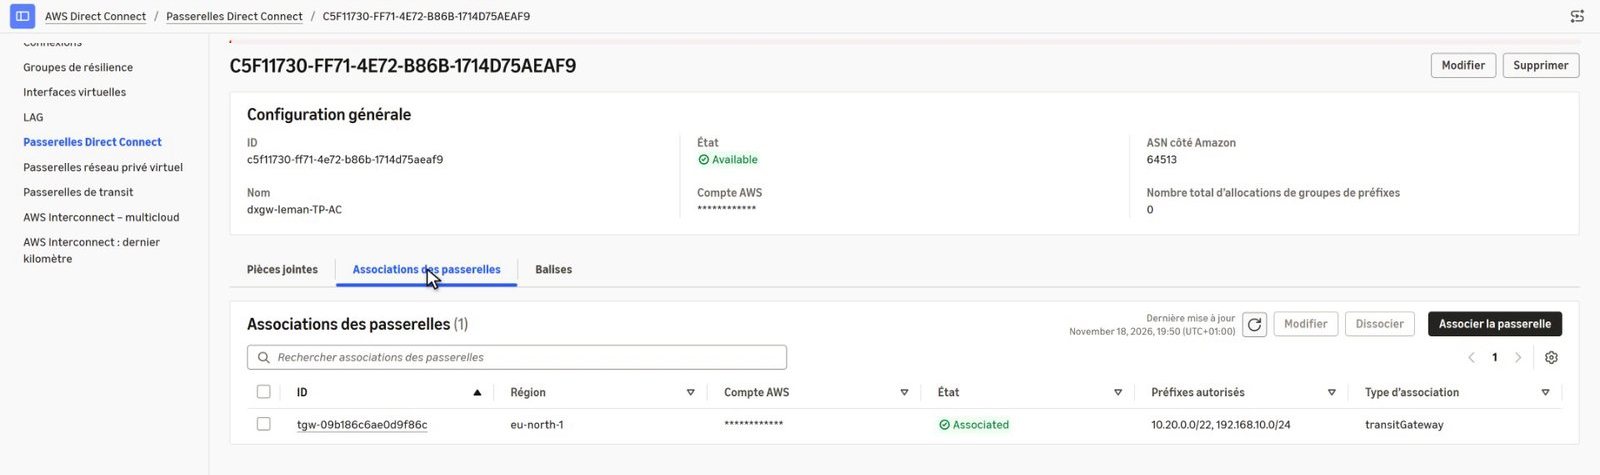 AWS Direct Connect / Passerelles Direct Connect / C5F11730-FF71-4E72-B86B-1714D75AEAF9
Connexions
Groupes de résilience
Interfaces virtuelles
LAG
Passerelles Direct Connect
Passerelles réseau privé virtuel
Passerelles de transit
AWS Interconnect – multicloud
AWS Interconnect : dernier
kilomètre
C5F11730-FF71-4E72-B86B-1714D75AEAF9
Modifier
Supprimer
Configuration générale
ID
c5f11730-ff71-4e72-b86b-1714d75aeaf9
Nom
dxgw-leman-TP-AC
État
Available
Compte AWS
************
ASN côté Amazon
64513
Nombre total d'allocations de groupes de préfixes
0
Pièces jointes
Associations des passerelles
Balises
Associations des passerelles (1)
Dernière mise à jour
November 18, 2026, 19:50 (UTC+01:00)
Modifier
Dissocier
Associer la passerelle
Rechercher associations des passerelles
1
ID Région Compte AWS État Préfixes autorisés Type d'association
tgw-09b186c6ae0d9f86c eu-north-1 ************ Associated 10.20.0.0/22, 192.168.10.0/24 transitGateway